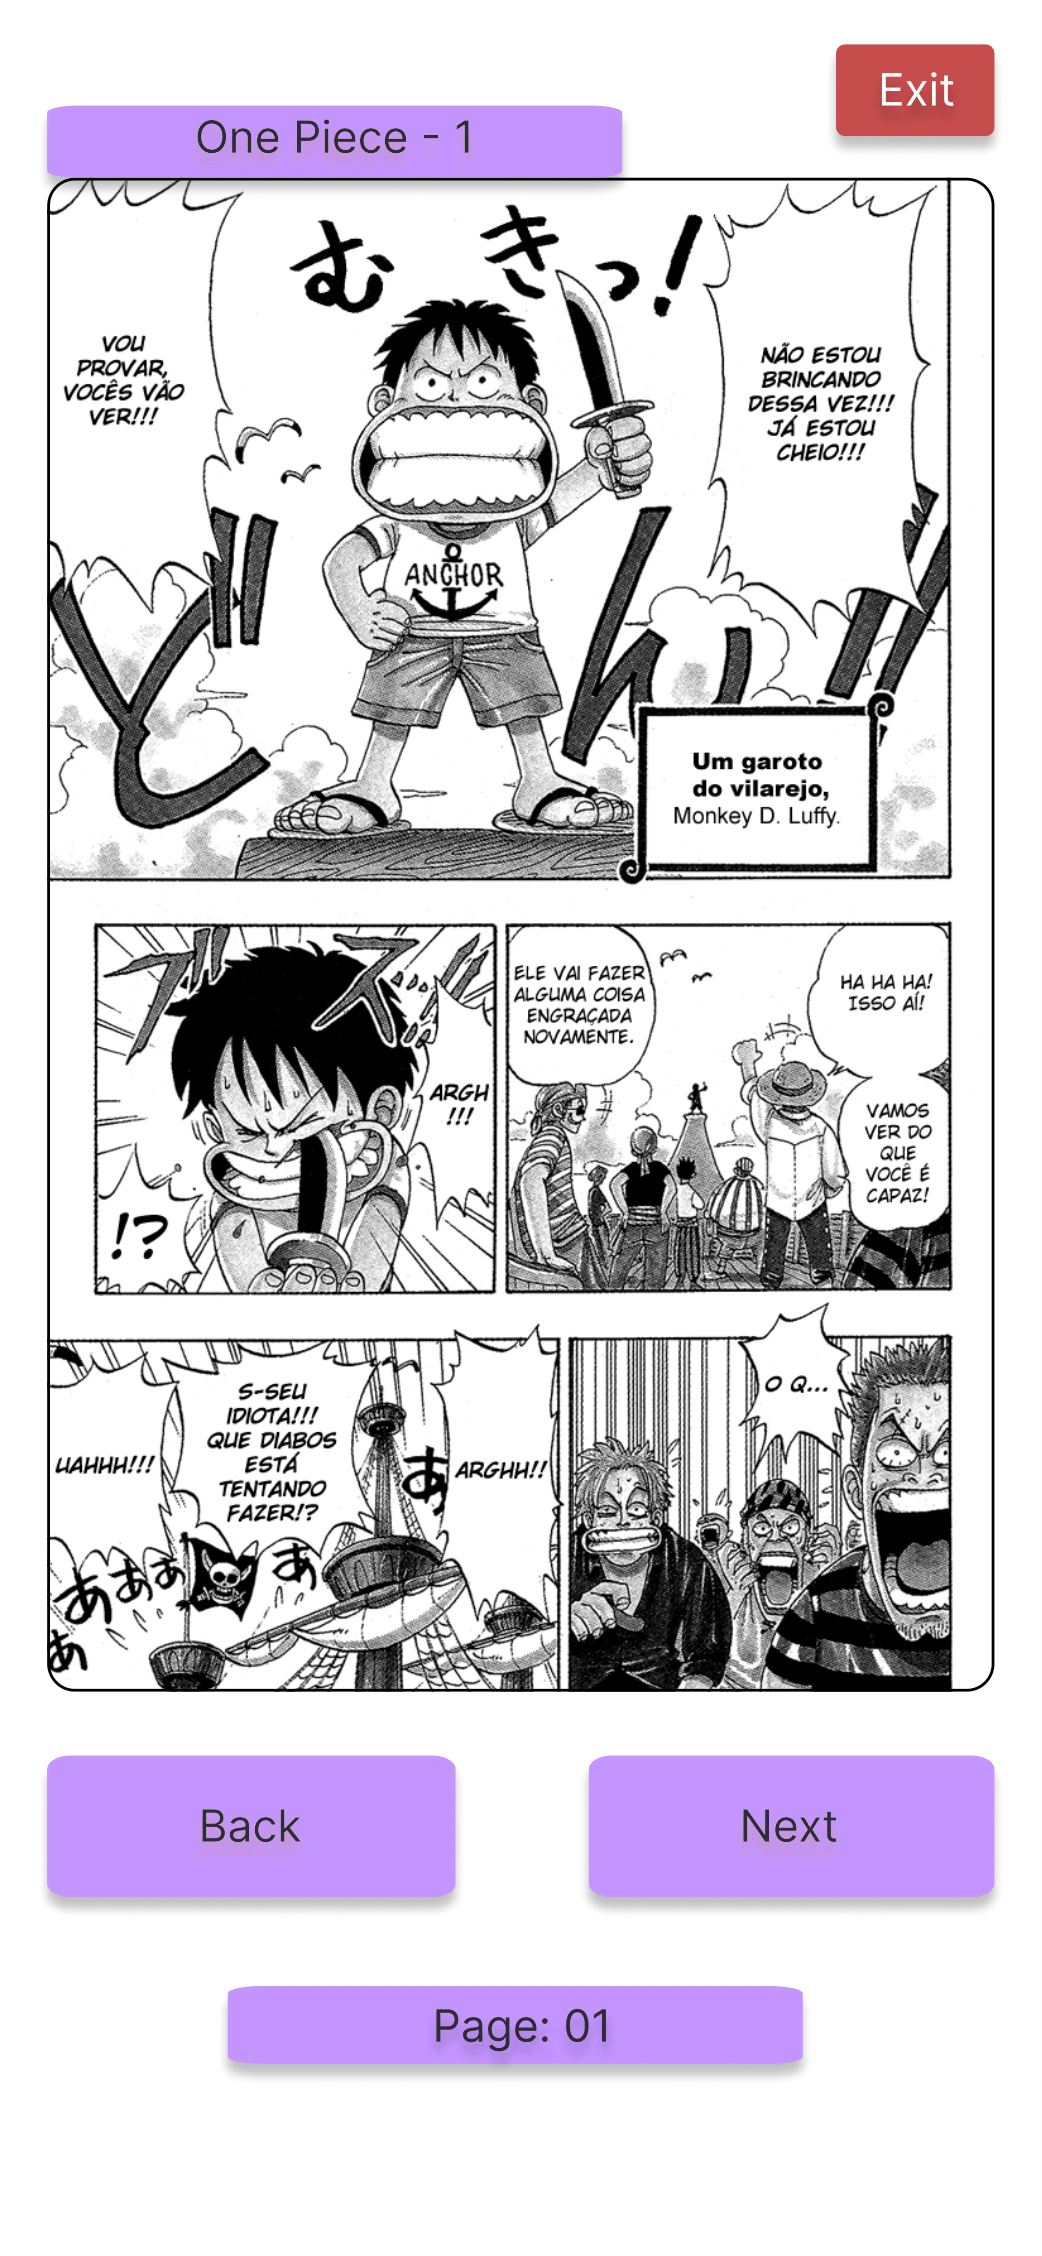 Exit
One Piece - 1
むきっ!
NÃO ESTOU
BRINCANDO
DESSA VEZ!!!
JÁ ESTOU
CHEIO!!!
VOU
PROVAR,
VOCÊS VÃO
VER!!!
ANCHOR
どん!!
Um garoto
do vilarejo,
Monkey D. Luffy.
HA HA HA!
ISSO AÍ!
ELE VAI FAZER
ALGUMA COISA
ENGRAÇADA
NOVAMENTE.
VAMOS
VER DO
QUE
VOCÊ É
CAPAZ!
ARGH
!!!
!?
O Q...
ARGHH!!
S-SEU
IDIOTA!!!
QUE DIABOS
ESTÁ
TENTANDO
FAZER!?
UAHHH!!!
あ
あ
あああ
あ
Back
Next
Page: 01